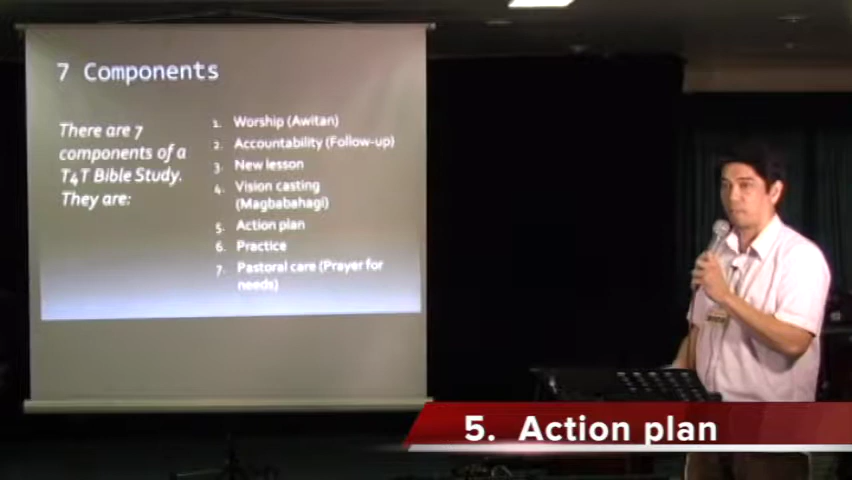 7 Components
There are 7
components of a
T4T Bible Study.
They are:
1. Worship (Awitan)
2. Accountability (Follow-up)
3. New lesson
4. Vision casting
(Magbabahagi)
5. Action plan
6. Practice
7. Pastoral care (Prayer for
needs)
5. Action plan